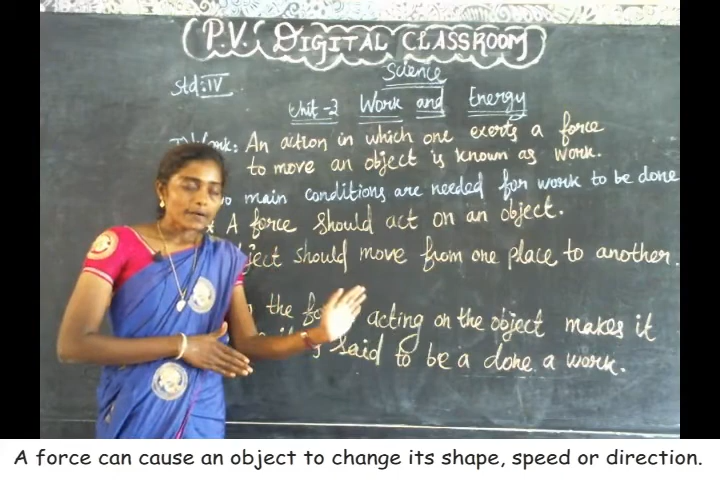 P.V. DIGITAL CLASSROOM
Science
Std: IV
Unit-2 Work and Energy
An action in which one exerts a force
to move an object is known as work.
main conditions are needed for work to be done
A force should act on an object.
should move from one place to another.
the acting on the object makes it
said to be a done a work.
A force can cause an object to change its shape, speed or direction.